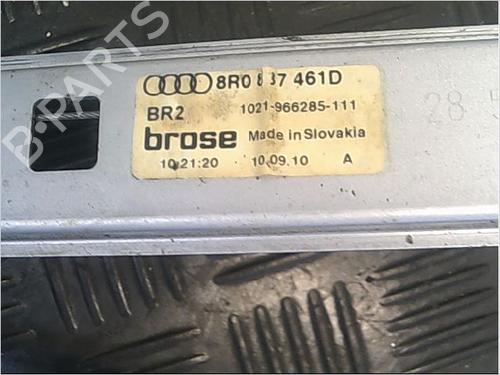 8R0 837 461D
BR2 1021-966285-111
brose Made in Slovakia
10:21:20 10.09.10 A
28
B-PARTS